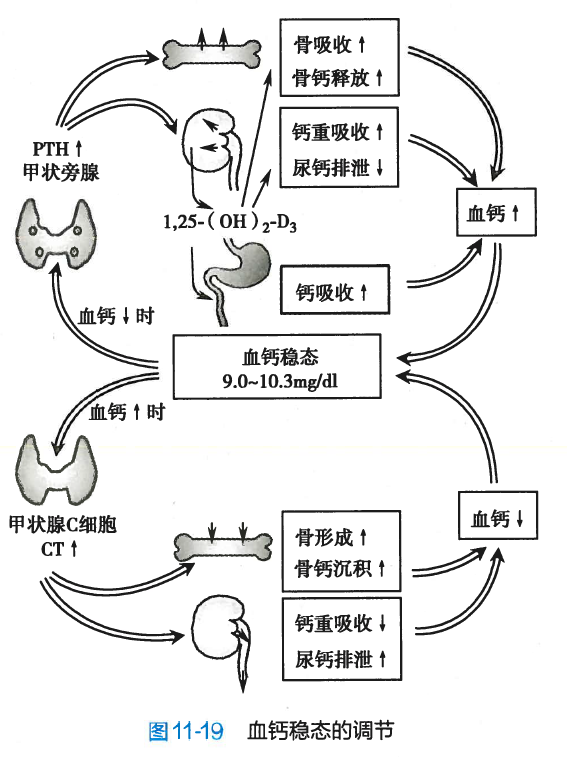 骨吸收↑
骨钙释放↑
钙重吸收↑
尿钙排泄↓
PTH↑
甲状旁腺
1,25-(OH)₂-D₃
血钙↑
钙吸收↑
血钙↓时
血钙稳态
9.0~10.3mg/dl
血钙↑时
甲状腺C细胞
CT↑
骨形成↑
骨钙沉积↑
血钙↓
钙重吸收↓
尿钙排泄↑
图11-19 血钙稳态的调节